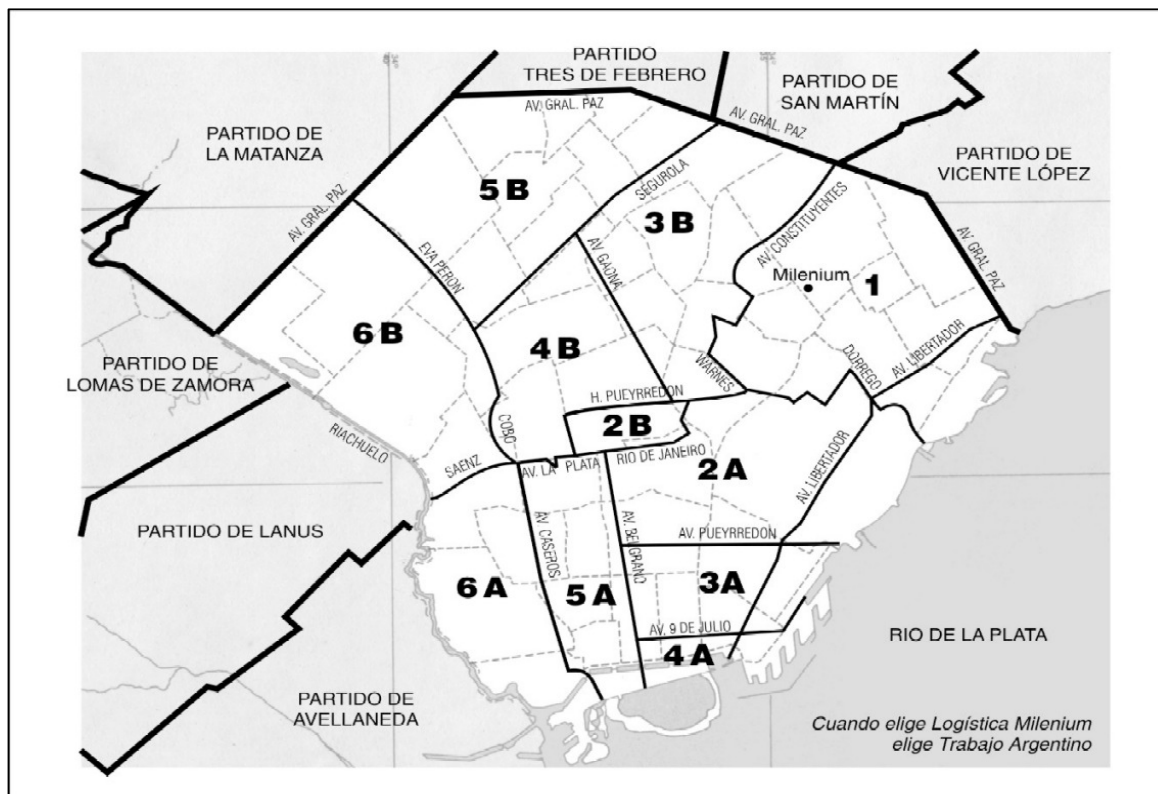 PARTIDO
TRES DE FEBRERO
PARTIDO DE
SAN MARTÍN
PARTIDO DE
LA MATANZA
PARTIDO DE
VICENTE LÓPEZ
AV. GRAL. PAZ
AV. GRAL. PAZ
AV. GRAL. PAZ
AV. GRAL. PAZ
5 B
SEGUROLA
3 B
AV. CONSTITUYENTES
EVA PERON
AV. GAONA
Milenium
1
6 B
4 B
WARNES
DORREGO
AV. LIBERTADOR
PARTIDO DE
LOMAS DE ZAMORA
H. PUEYRREDON
RIACHUELO
COBO
2 B
SAENZ
AV. LA PLATA
RIO DE JANEIRO
2 A
AV. LIBERTADOR
PARTIDO DE LANUS
AV. CASEROS
AV. BELGRANO
AV. PUEYRREDON
6 A
5 A
3A
AV. 9 DE JULIO
4 A
RIO DE LA PLATA
PARTIDO DE
AVELLANEDA
Cuando elige Logística Milenium
elige Trabajo Argentino